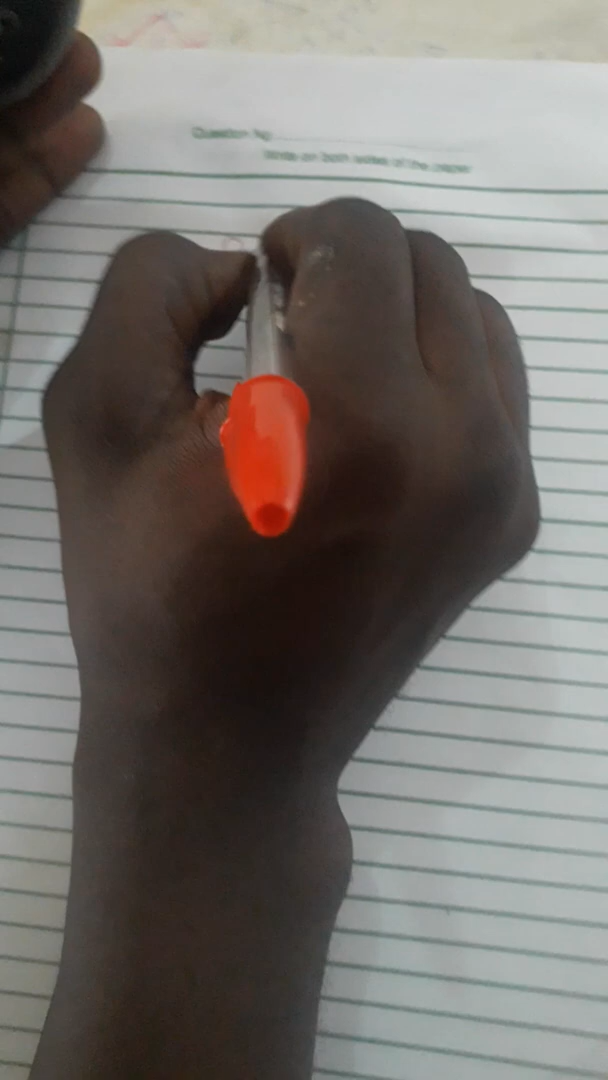 Question No
Write on both sides of the paper